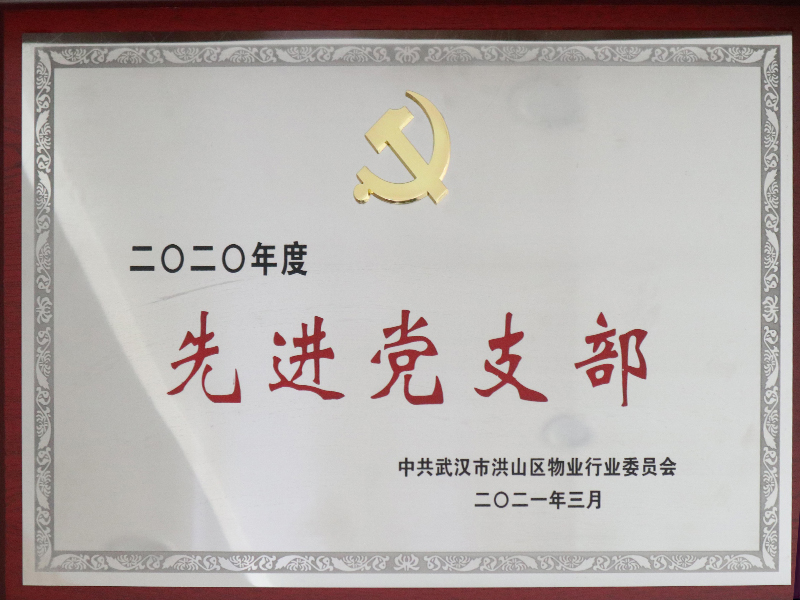 二〇二〇年度
先进党支部
中共武汉市洪山区物业行业委员会
二〇二一年三月